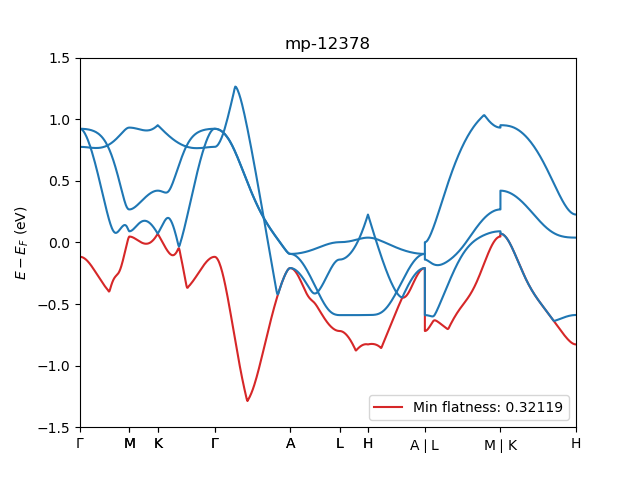 mp-12378
E − E_F (eV)
1.5
1.0
0.5
0.0
−0.5
−1.0
−1.5
Min flatness: 0.32119
Γ M K Γ A L H A | L M | K H